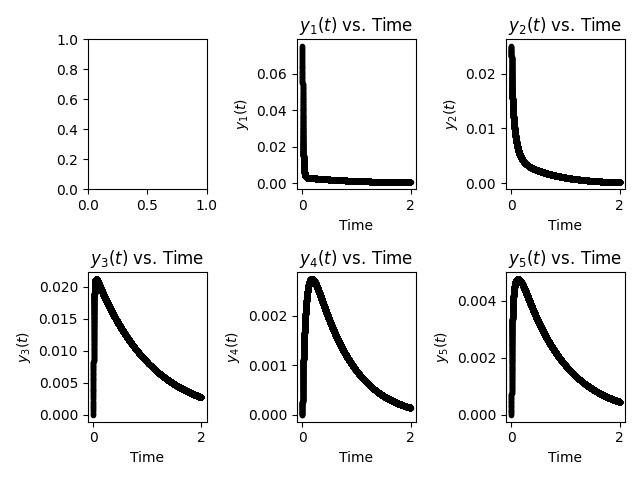 1.0
0.8
0.6
0.4
0.2
0.0
0.0 0.5 1.0
y₁(t) vs. Time
y₁(t)
0.06
0.04
0.02
0.00
0 2
Time
y₂(t) vs. Time
y₂(t)
0.02
0.01
0.00
0 2
Time
y₃(t) vs. Time
y₃(t)
0.020
0.015
0.010
0.005
0.000
0 2
Time
y₄(t) vs. Time
y₄(t)
0.002
0.001
0.000
0 2
Time
y₅(t) vs. Time
y₅(t)
0.004
0.002
0.000
0 2
Time